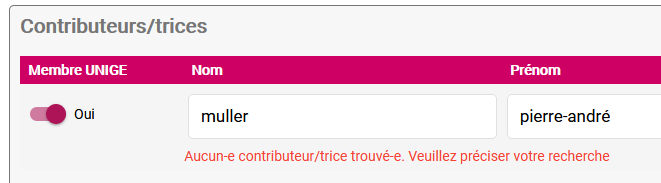 Contributeurs/trices
Membre UNIGE Nom Prénom
Oui muller pierre-andré
Aucun-e contributeur/trice trouvé-e. Veuillez préciser votre recherche